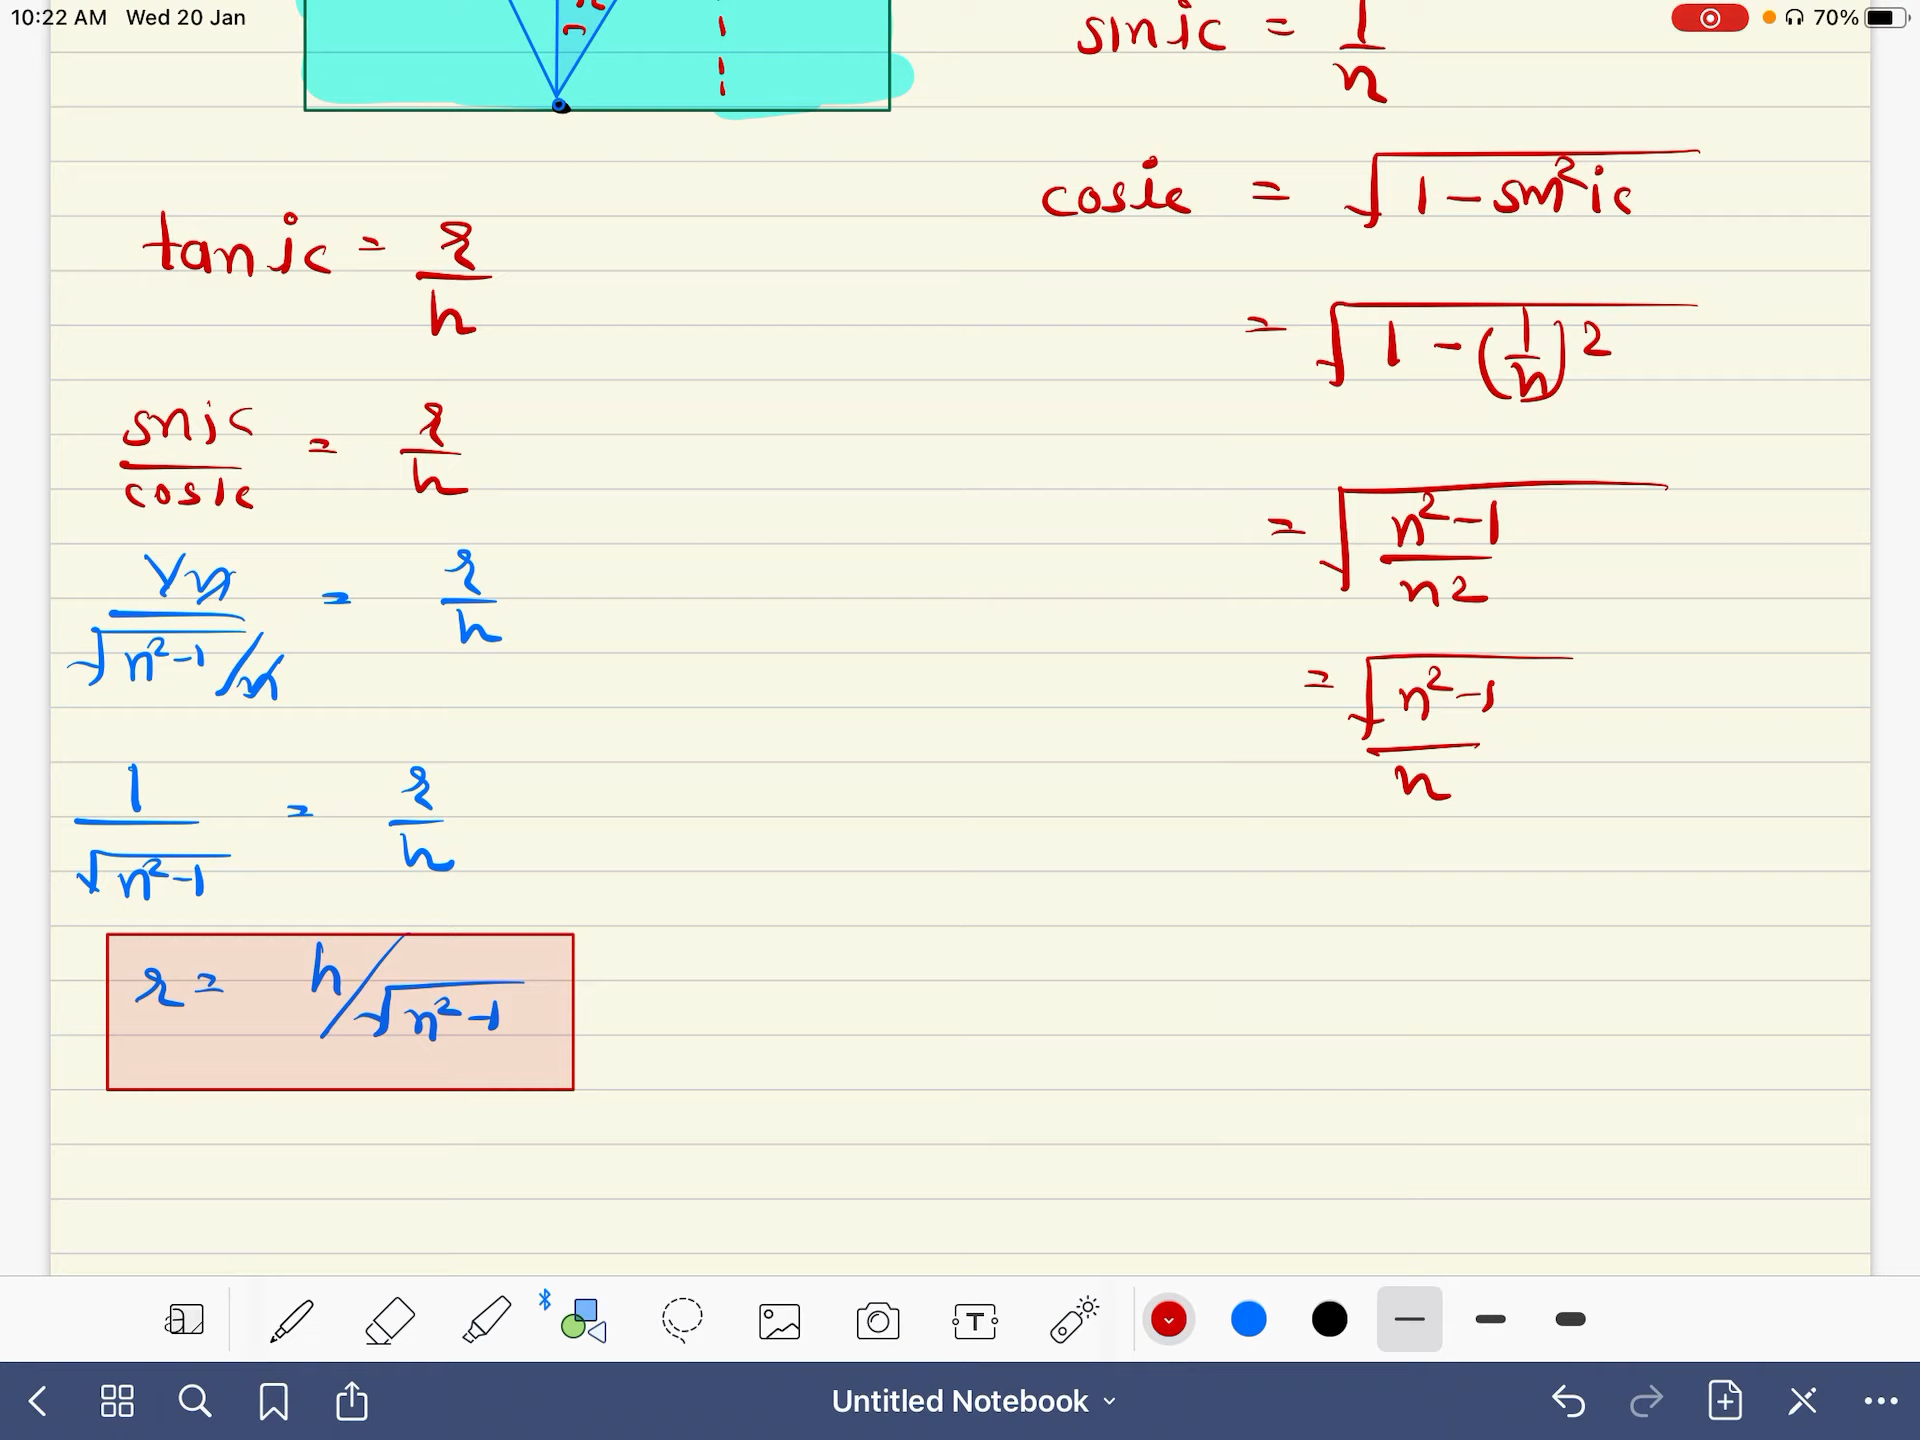 10:22 AM Wed 20 Jan
70%
sin ic = 1/n
cos ic = √(1 - sin²ic)
tan ic = r/h
= √(1 - (1/n)²)
sin ic / cos ic = r/h
= √((n² - 1)/n²)
(1/n) / (√(n²-1)/n) = r/h
= √(n²-1) / n
1/√(n²-1) = r/h
r = h/√(n²-1)
T
Untitled Notebook